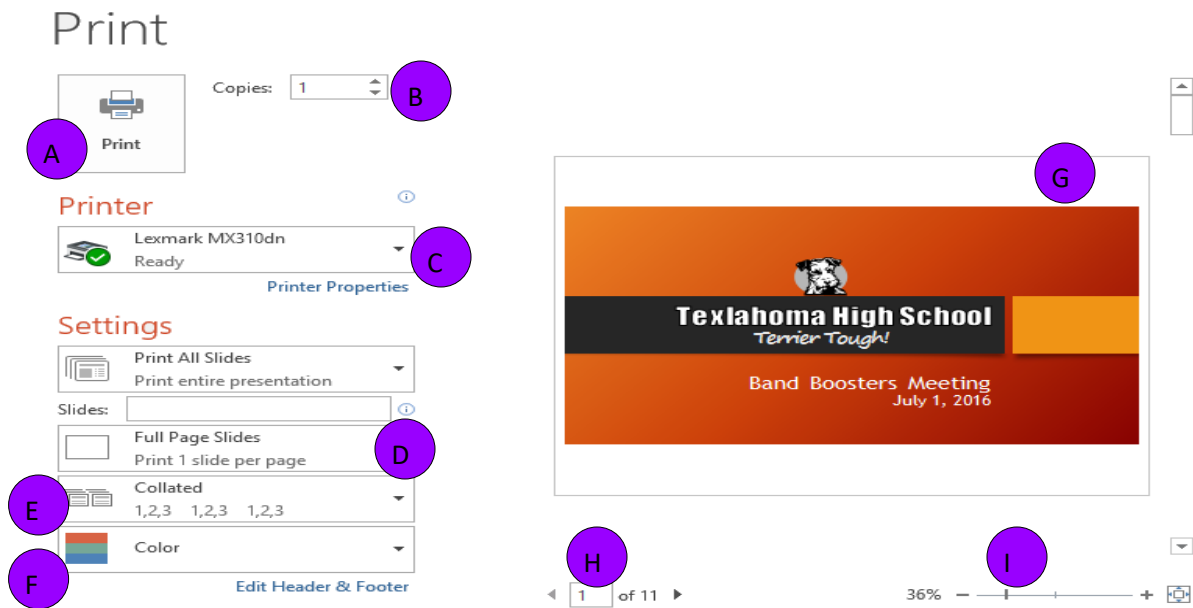 Print
Copies: 1
B
A
Print
Printer
Lexmark MX310dn
Ready
C
Printer Properties
Settings
Print All Slides
Print entire presentation
Slides:
Full Page Slides
Print 1 slide per page
D
Collated
1,2,3 1,2,3 1,2,3
E
Color
F
Edit Header & Footer
G
Texlahoma High School
Terrier Tough!
Band Boosters Meeting
July 1, 2016
H
1 of 11
I
36%